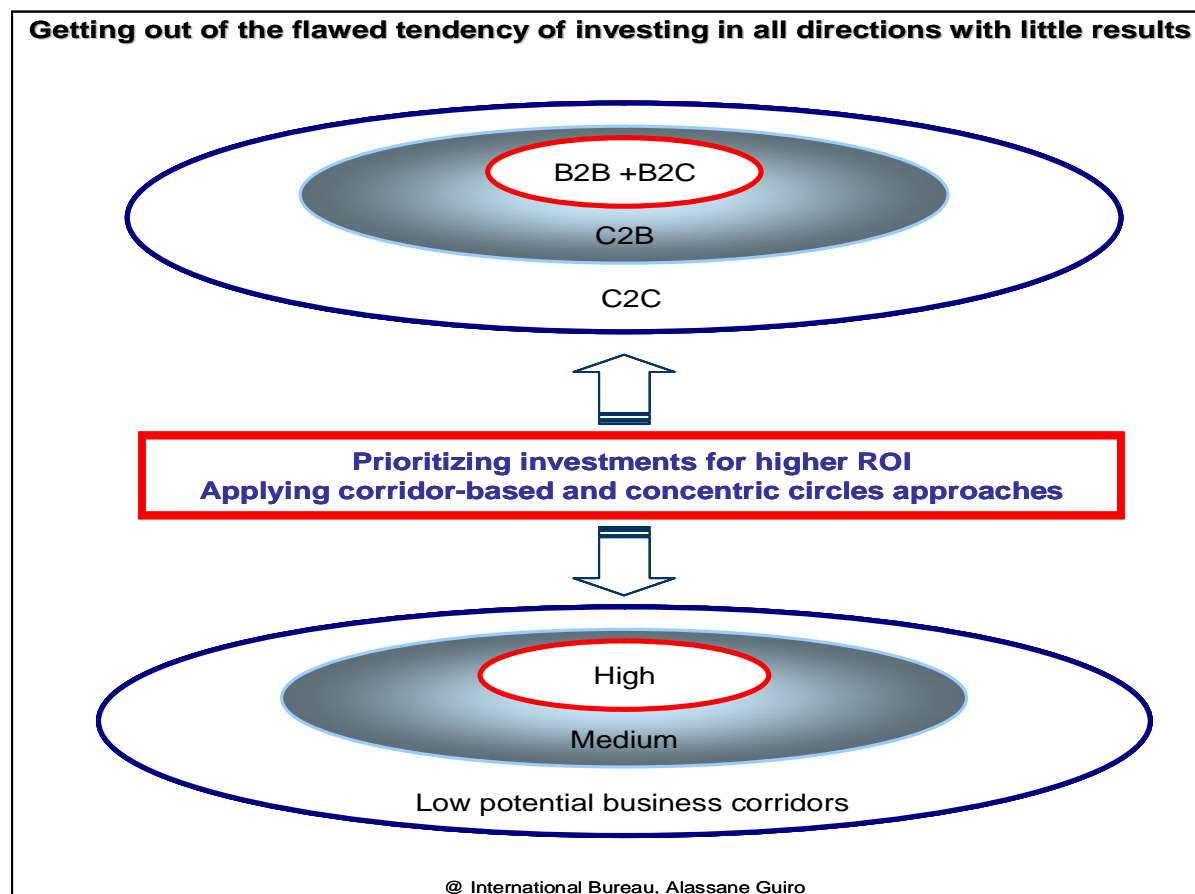 Getting out of the flawed tendency of investing in all directions with little results
B2B +B2C
C2B
C2C
Prioritizing investments for higher ROI
Applying corridor-based and concentric circles approaches
High
Medium
Low potential business corridors
@ International Bureau, Alassane Guiro